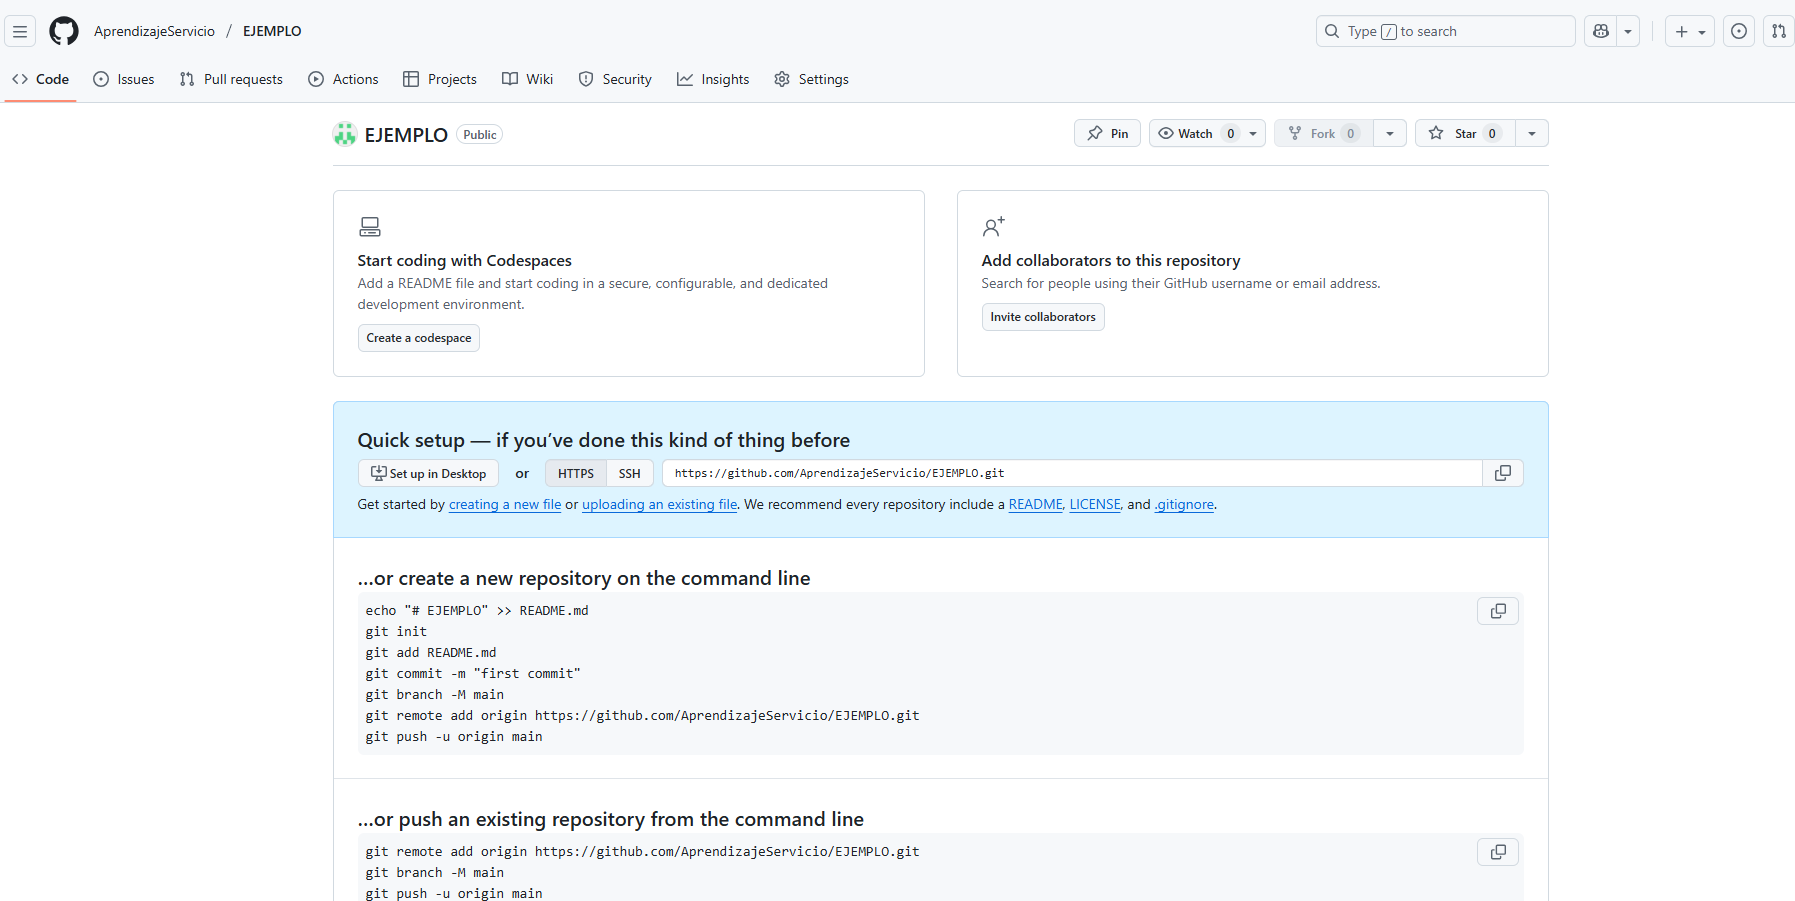 AprendizajeServicio / EJEMPLO
Type / to search
Code Issues Pull requests Actions Projects Wiki Security Insights Settings
EJEMPLO Public
Pin Watch 0 Fork 0 Star 0
Start coding with Codespaces
Add a README file and start coding in a secure, configurable, and dedicated
development environment.
Create a codespace
Add collaborators to this repository
Search for people using their GitHub username or email address.
Invite collaborators
Quick setup — if you’ve done this kind of thing before
Set up in Desktop or HTTPS SSH https://github.com/AprendizajeServicio/EJEMPLO.git
Get started by creating a new file or uploading an existing file. We recommend every repository include a README, LICENSE, and .gitignore.
…or create a new repository on the command line
echo "# EJEMPLO" >> README.md
git init
git add README.md
git commit -m "first commit"
git branch -M main
git remote add origin https://github.com/AprendizajeServicio/EJEMPLO.git
git push -u origin main
…or push an existing repository from the command line
git remote add origin https://github.com/AprendizajeServicio/EJEMPLO.git
git branch -M main
git push -u origin main